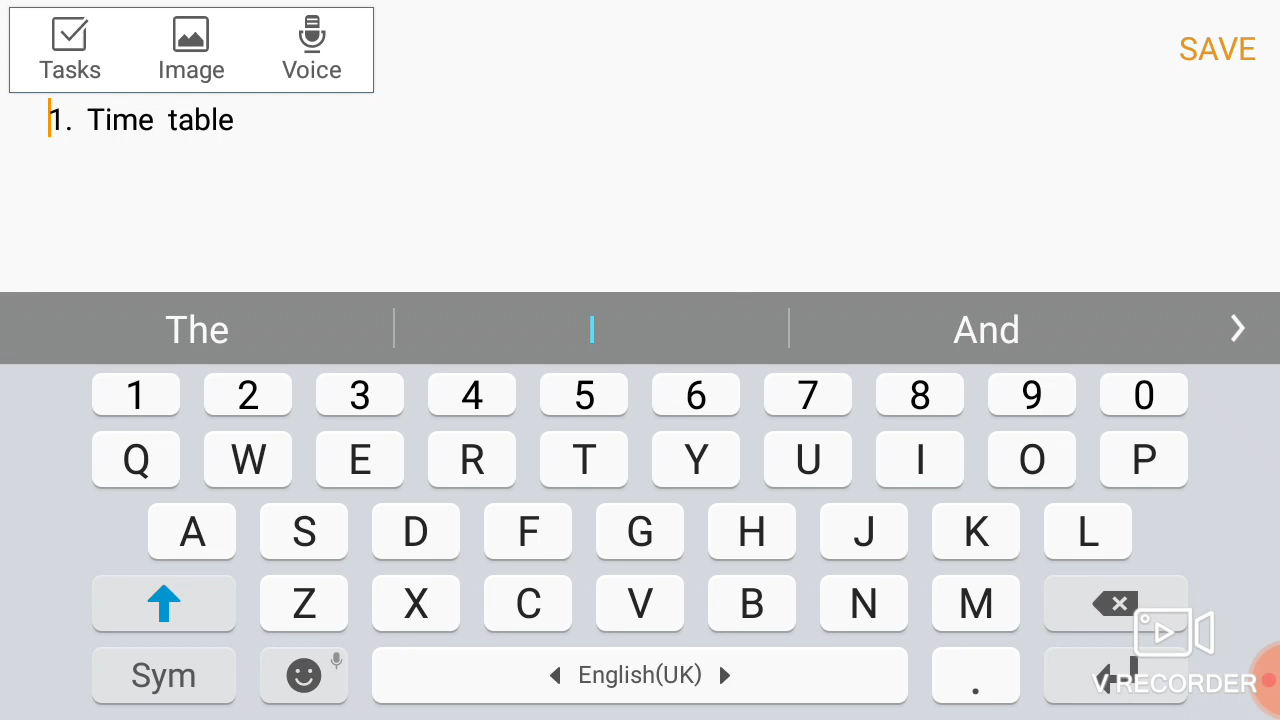 Tasks Image Voice
SAVE
1. Time table
The I And
1 2 3 4 5 6 7 8 9 0
Q W E R T Y U I O P
A S D F G H J K L
Z X C V B N M
Sym English(UK) .
V RECORDER